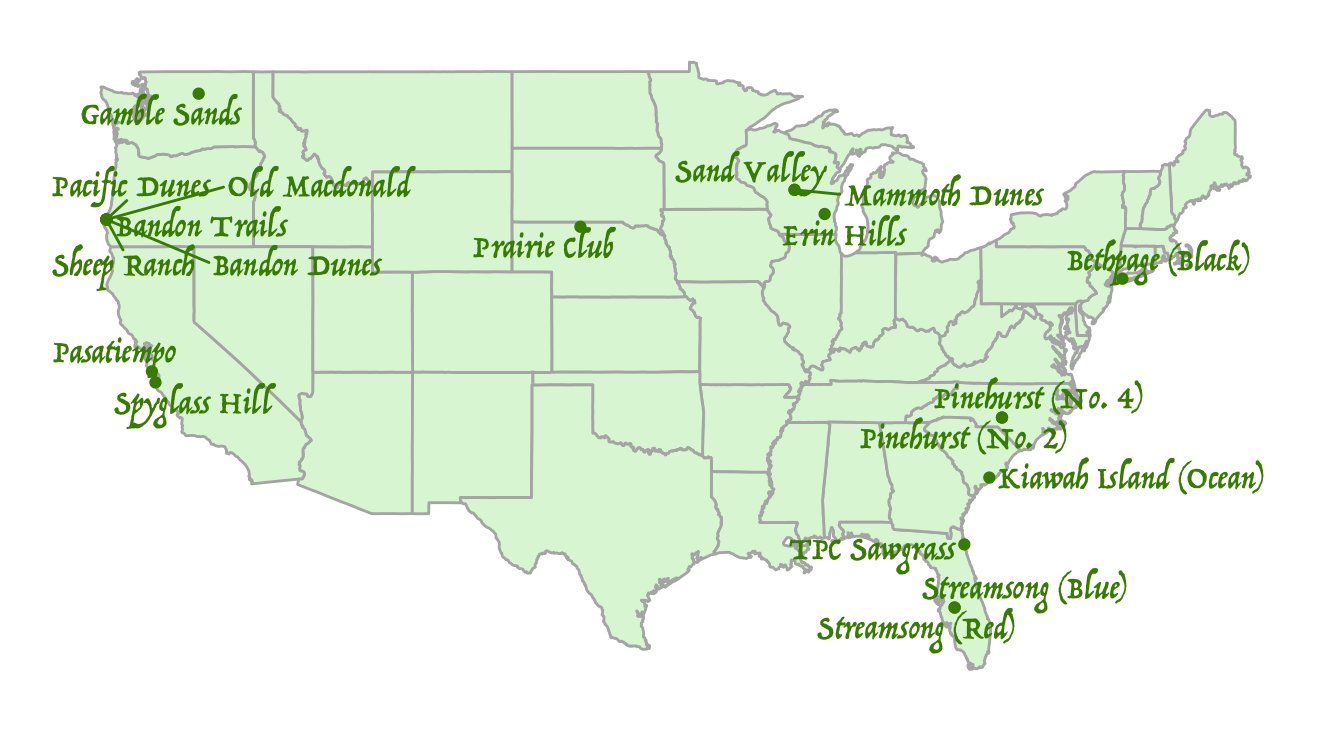 Gamble Sands
Pacific Dunes
Old Macdonald
Bandon Trails
Sheep Ranch
Bandon Dunes
Pasatiempo
Spyglass Hill
Prairie Club
Sand Valley
Mammoth Dunes
Erin Hills
Bethpage (Black)
Pinehurst (No. 4)
Pinehurst (No. 2)
Kiawah Island (Ocean)
TPC Sawgrass
Streamsong (Blue)
Streamsong (Red)